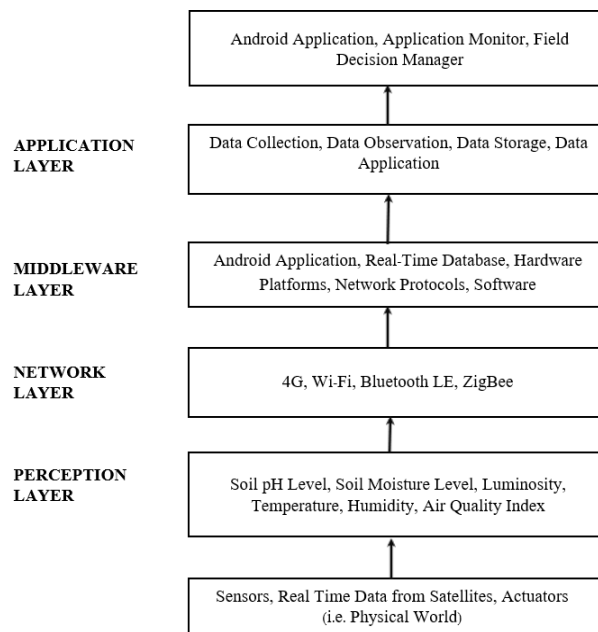 Android Application, Application Monitor, Field
Decision Manager
APPLICATION
LAYER
Data Collection, Data Observation, Data Storage, Data
Application
MIDDLEWARE
LAYER
Android Application, Real-Time Database, Hardware
Platforms, Network Protocols, Software
NETWORK
LAYER
4G, Wi-Fi, Bluetooth LE, ZigBee
PERCEPTION
LAYER
Soil pH Level, Soil Moisture Level, Luminosity,
Temperature, Humidity, Air Quality Index
Sensors, Real Time Data from Satellites, Actuators
(i.e. Physical World)